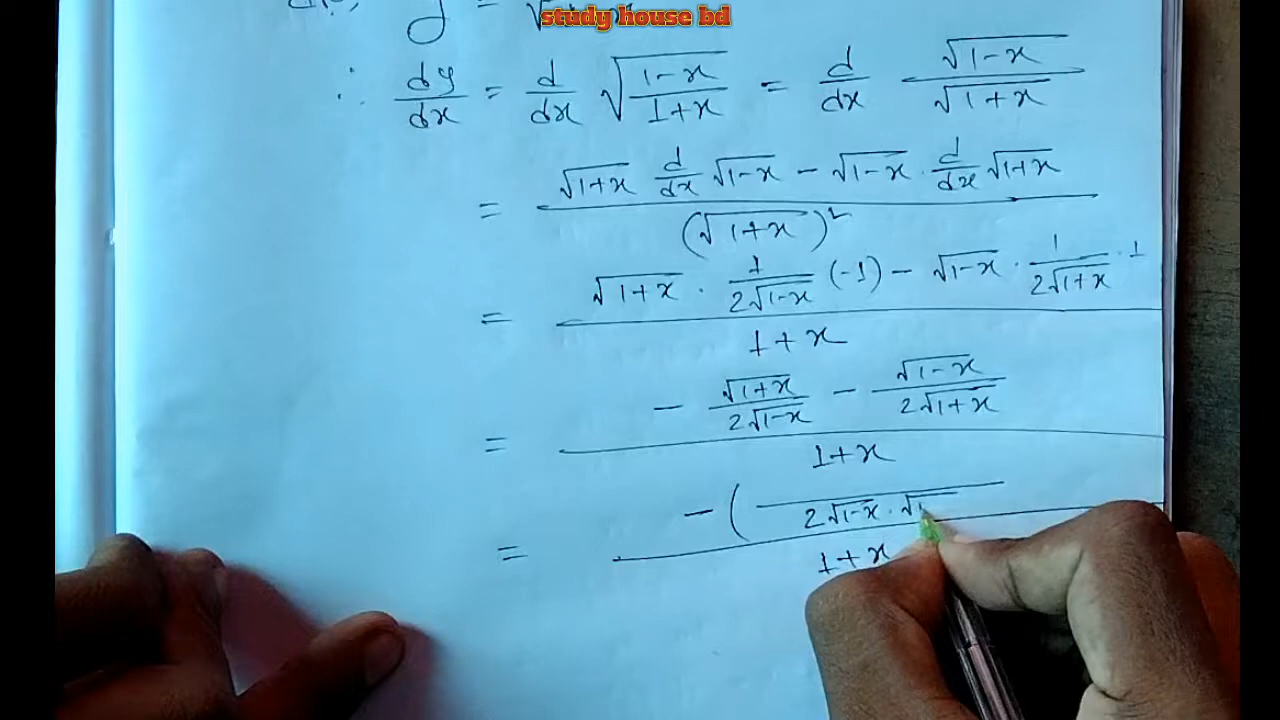 study house bd
∴ dy/dx = d/dx √((1-x)/(1+x)) = d/dx √(1-x)/√(1+x)
= (√(1+x) d/dx √(1-x) - √(1-x) · d/dx √(1+x))/(√(1+x))²
= (√(1+x) · 1/(2√(1-x)) (-1) - √(1-x) · 1/(2√(1+x)) · 1)/(1+x)
= (- √(1+x)/(2√(1-x)) - √(1-x)/(2√(1+x)))/(1+x)
= -( /(2√(1-x) · √1/(1+x)